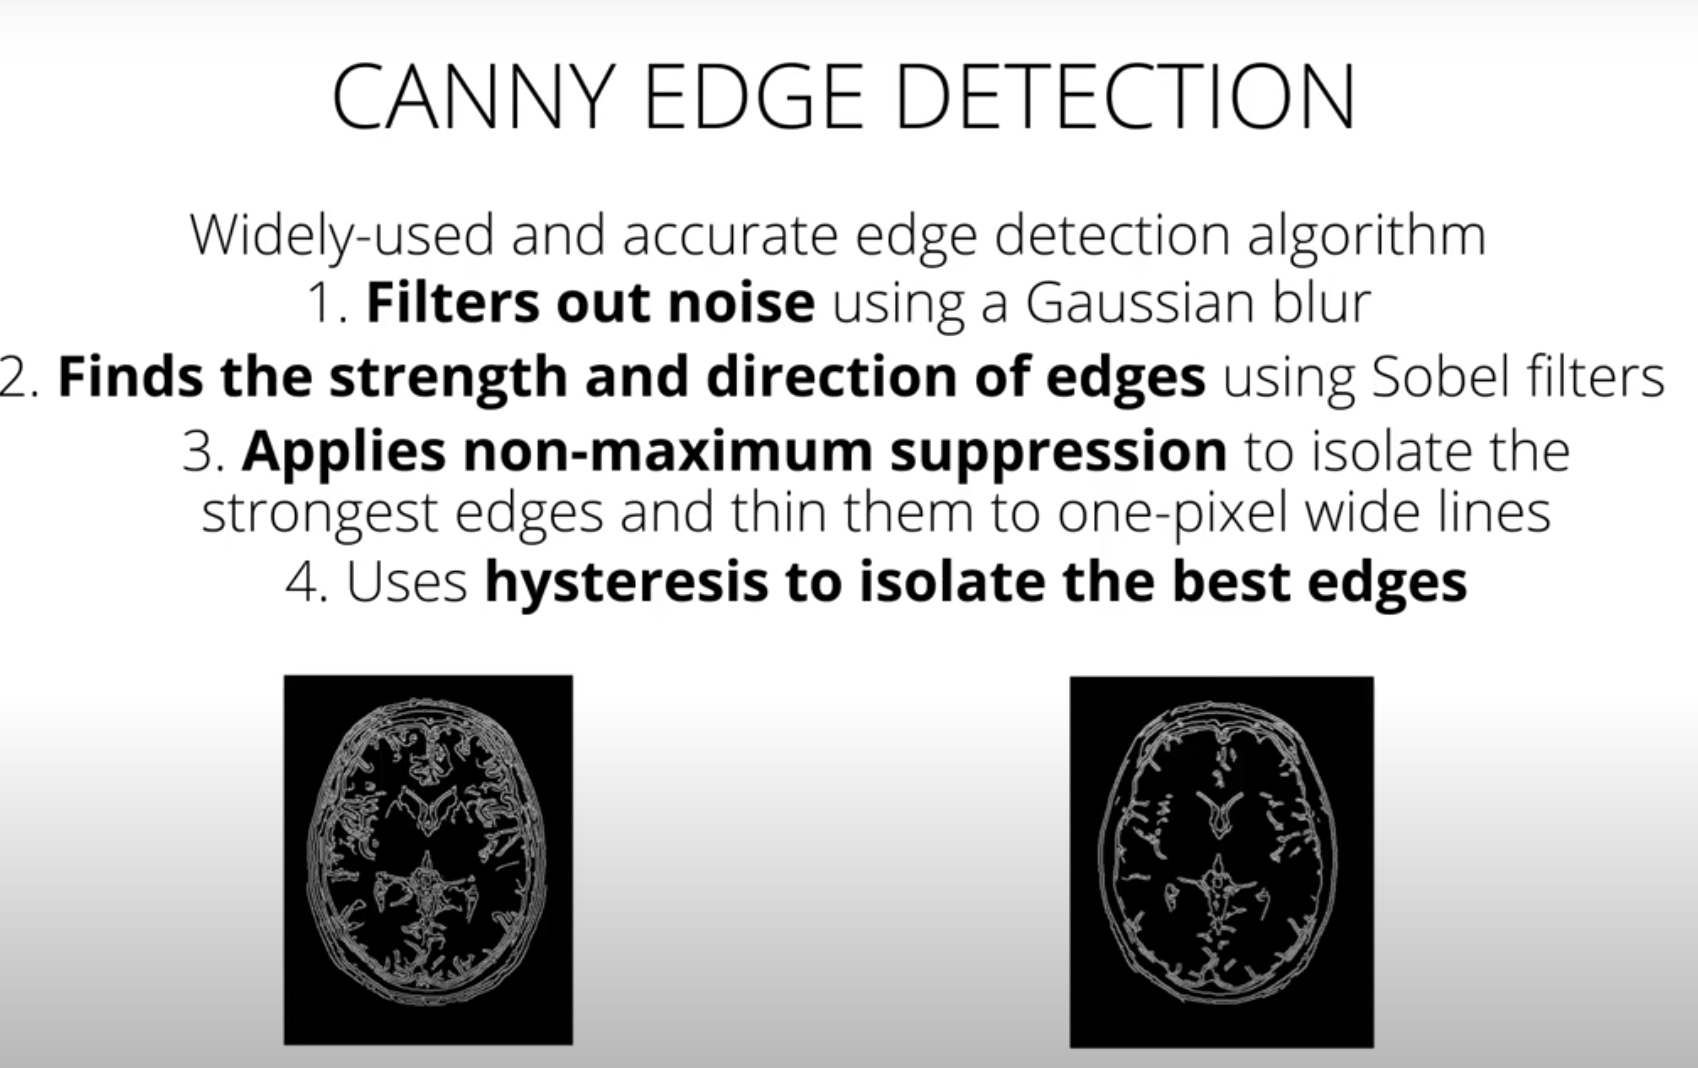 CANNY EDGE DETECTION
Widely-used and accurate edge detection algorithm
1. Filters out noise using a Gaussian blur
2. Finds the strength and direction of edges using Sobel filters
3. Applies non-maximum suppression to isolate the
strongest edges and thin them to one-pixel wide lines
4. Uses hysteresis to isolate the best edges